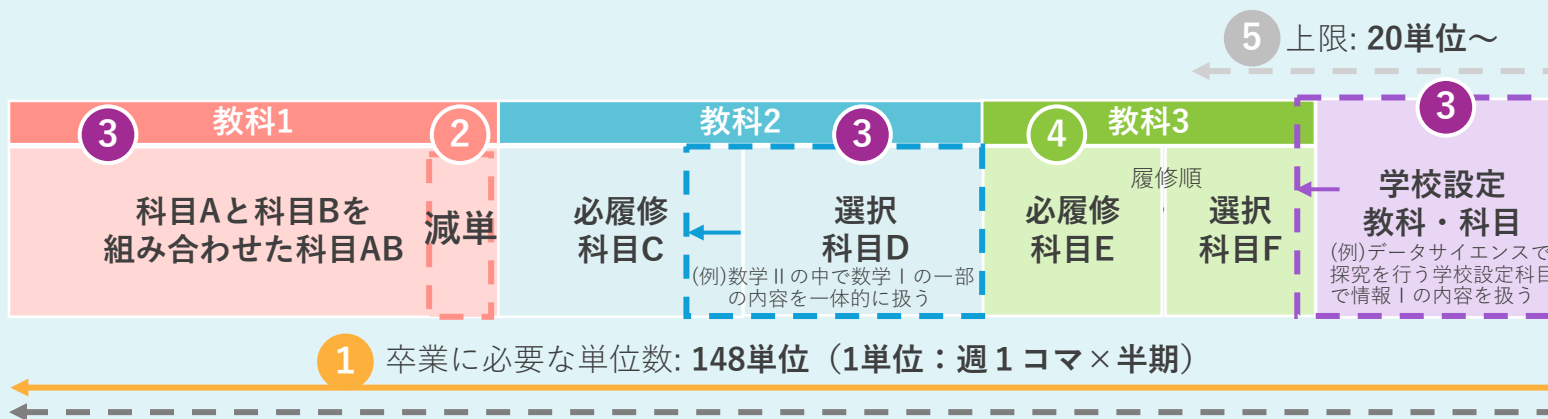 5 上限: 20単位～
3 教科1 2
教科2 3
4 教科3
3
科目Aと科目Bを
組み合わせた科目AB
減単
必履修
科目C
選択
科目D
(例)数学Ⅱの中で数学Ⅰの一部
の内容を一体的に扱う
必履修
科目E
履修順
選択
科目F
学校設定
教科・科目
(例)データサイエンスで
探究を行う学校設定科目
で情報Ⅰの内容を扱う
1 卒業に必要な単位数: 148単位（1単位：週１コマ×半期）